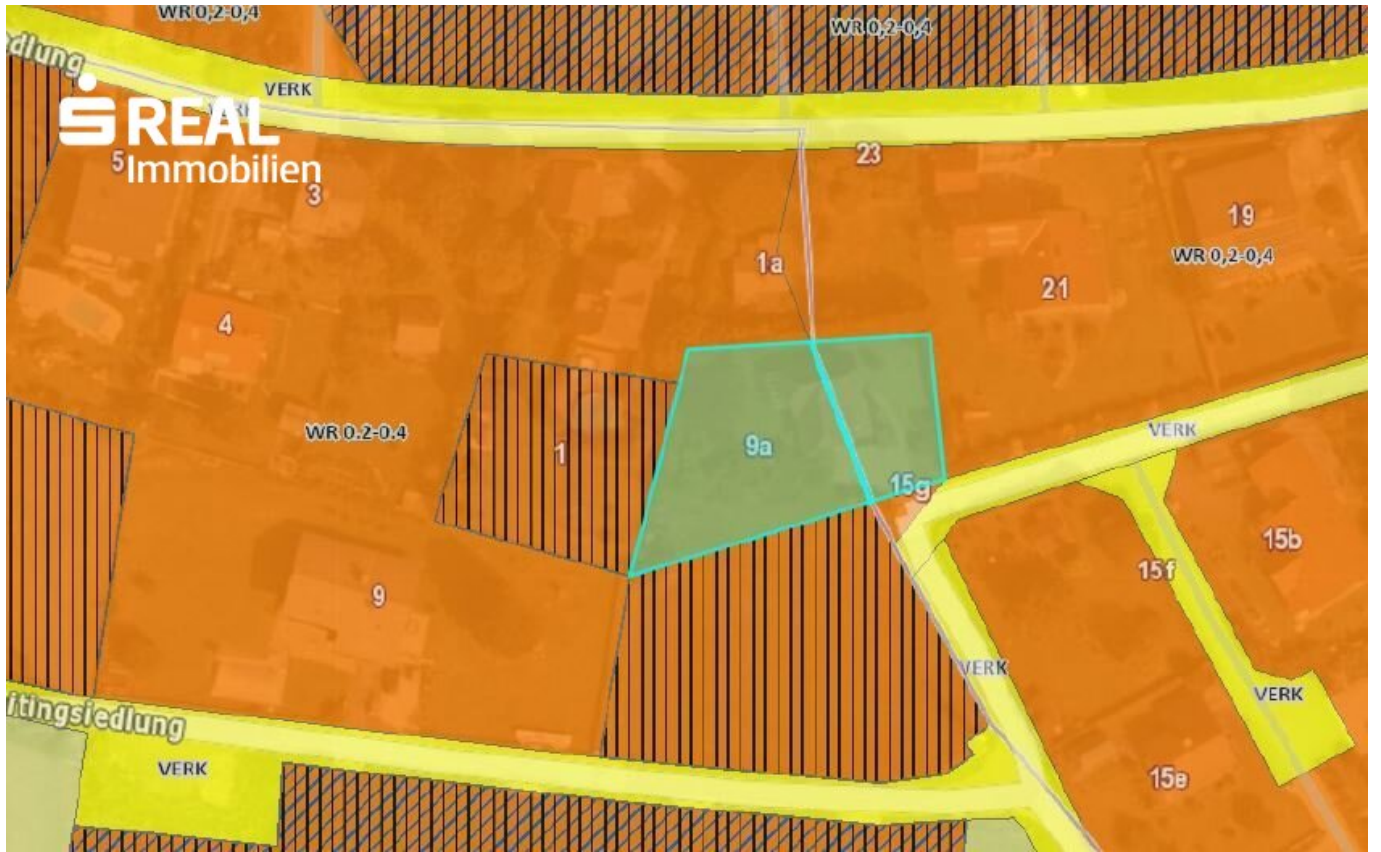 WR 0,2-0,4
WR 0,2-0,4
dlung
VERK
VERK
S REAL
Immobilien
5
3
23
19
WR 0,2-0,4
1a
21
4
WR 0.2-0.4
1
9a
VERK
15g
15b
15f
9
VERK
VERK
itingsiedlung
VERK
15e